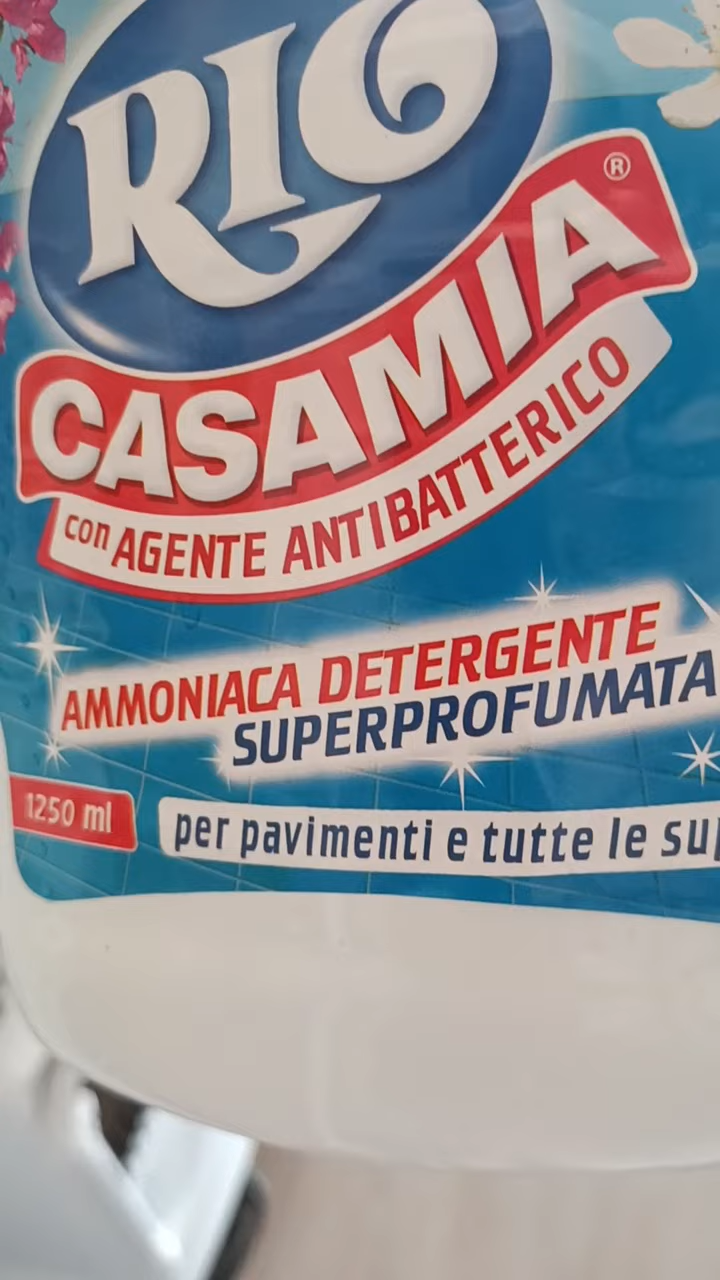 RIO
CASAMIA®
con AGENTE ANTIBATTERICO
AMMONIACA DETERGENTE
SUPERPROFUMATA
1250 ml
per pavimenti e tutte le